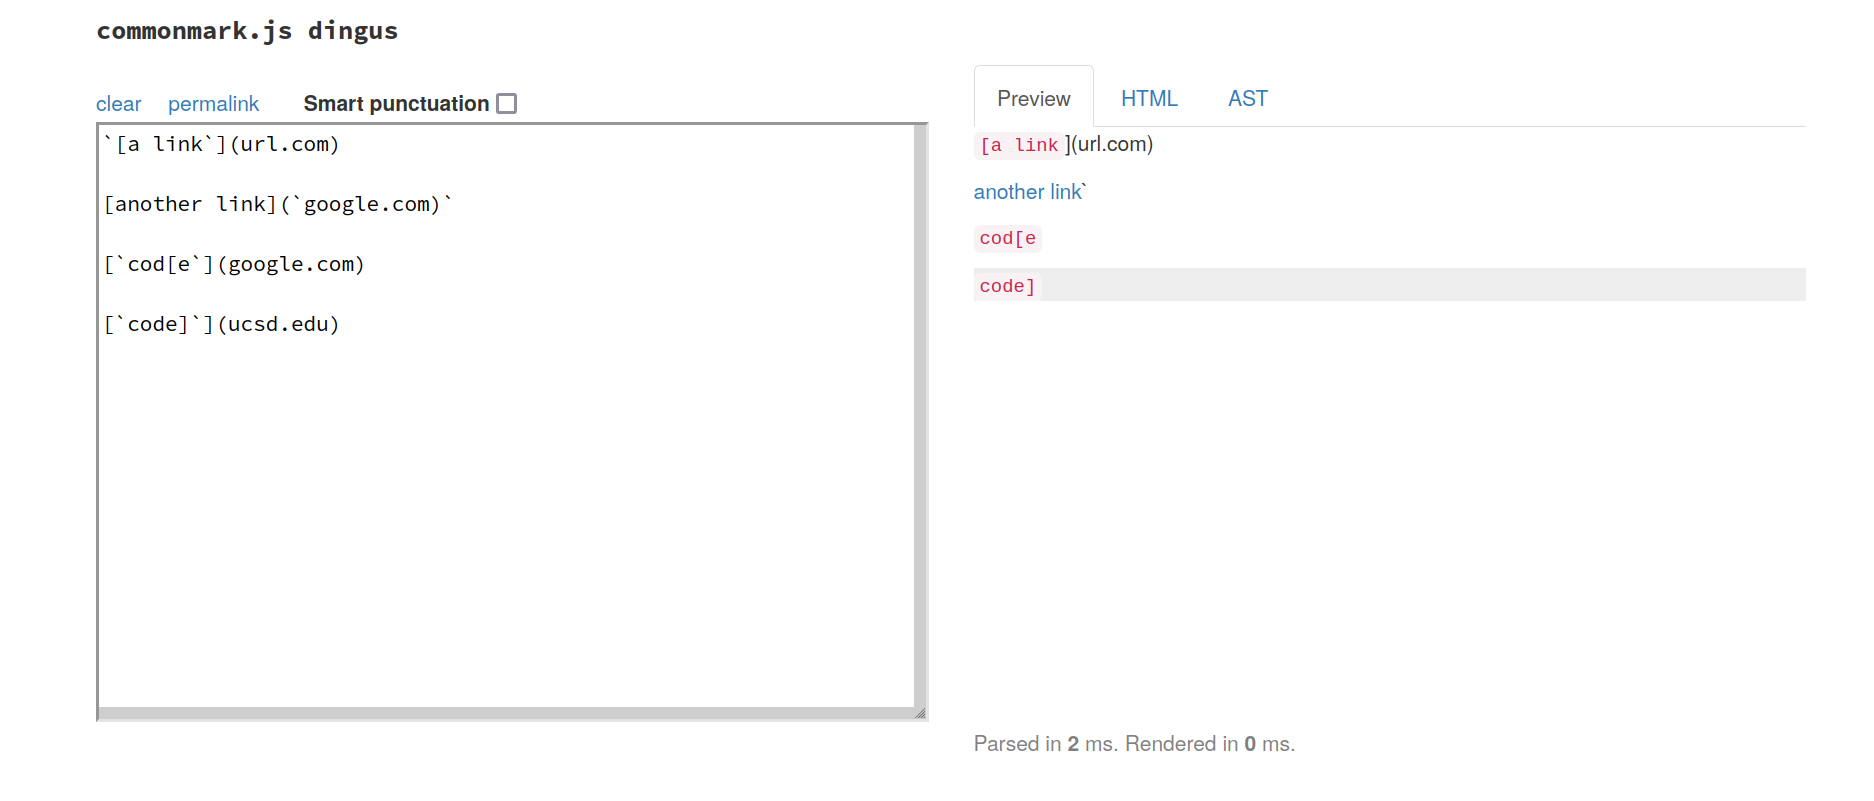 commonmark.js dingus
clear permalink Smart punctuation
`[a link`](url.com)
[another link](`google.com)`
[`cod[e`](google.com)
[`code]`](ucsd.edu)
Preview HTML AST
[a link](url.com)
another link`
cod[e
code]
Parsed in 2 ms. Rendered in 0 ms.